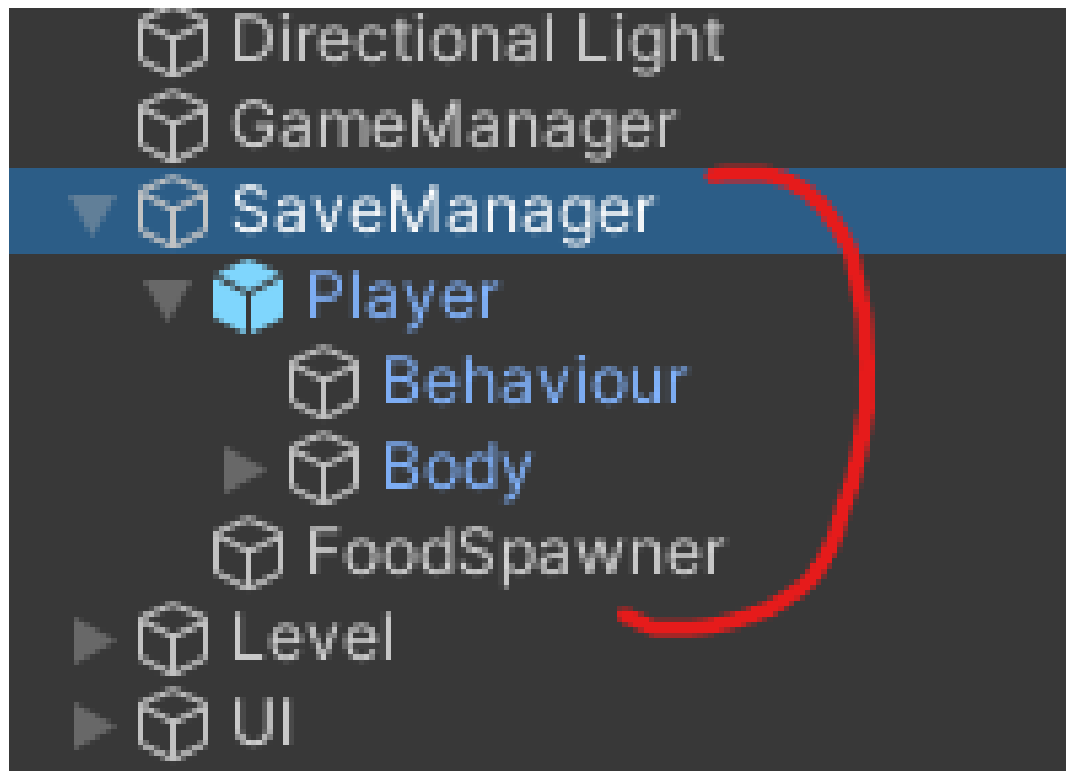 Directional Light
GameManager
SaveManager
Player
Behaviour
Body
FoodSpawner
Level
UI